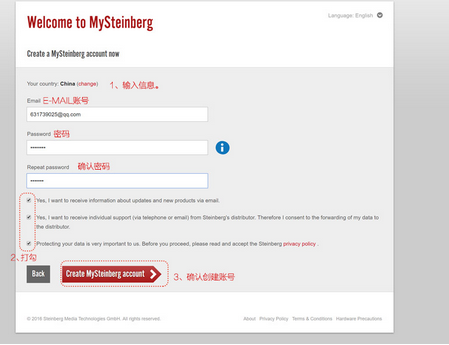 Language: English
Welcome to MySteinberg
Create a MySteinberg account now
Your country: China (change)
1、输入信息。
Email E-MAIL账号
631739025@qq.com
Password 密码
••••••••
Repeat password 确认密码
••••••••
Yes, I want to receive information about updates and new products via email.
Yes, I want to receive individual support (via telephone or email) from Steinberg's distributor. Therefore I consent to the forwarding of my data to
the distributor.
Protecting your data is very important to us. Before you proceed, please read and accept the Steinberg privacy policy .
2、打勾
Back
Create MySteinberg account
3、确认创建账号
© 2016 Steinberg Media Technologies GmbH. All rights reserved.
About Privacy Policy Terms & Conditions Hardware Precautions